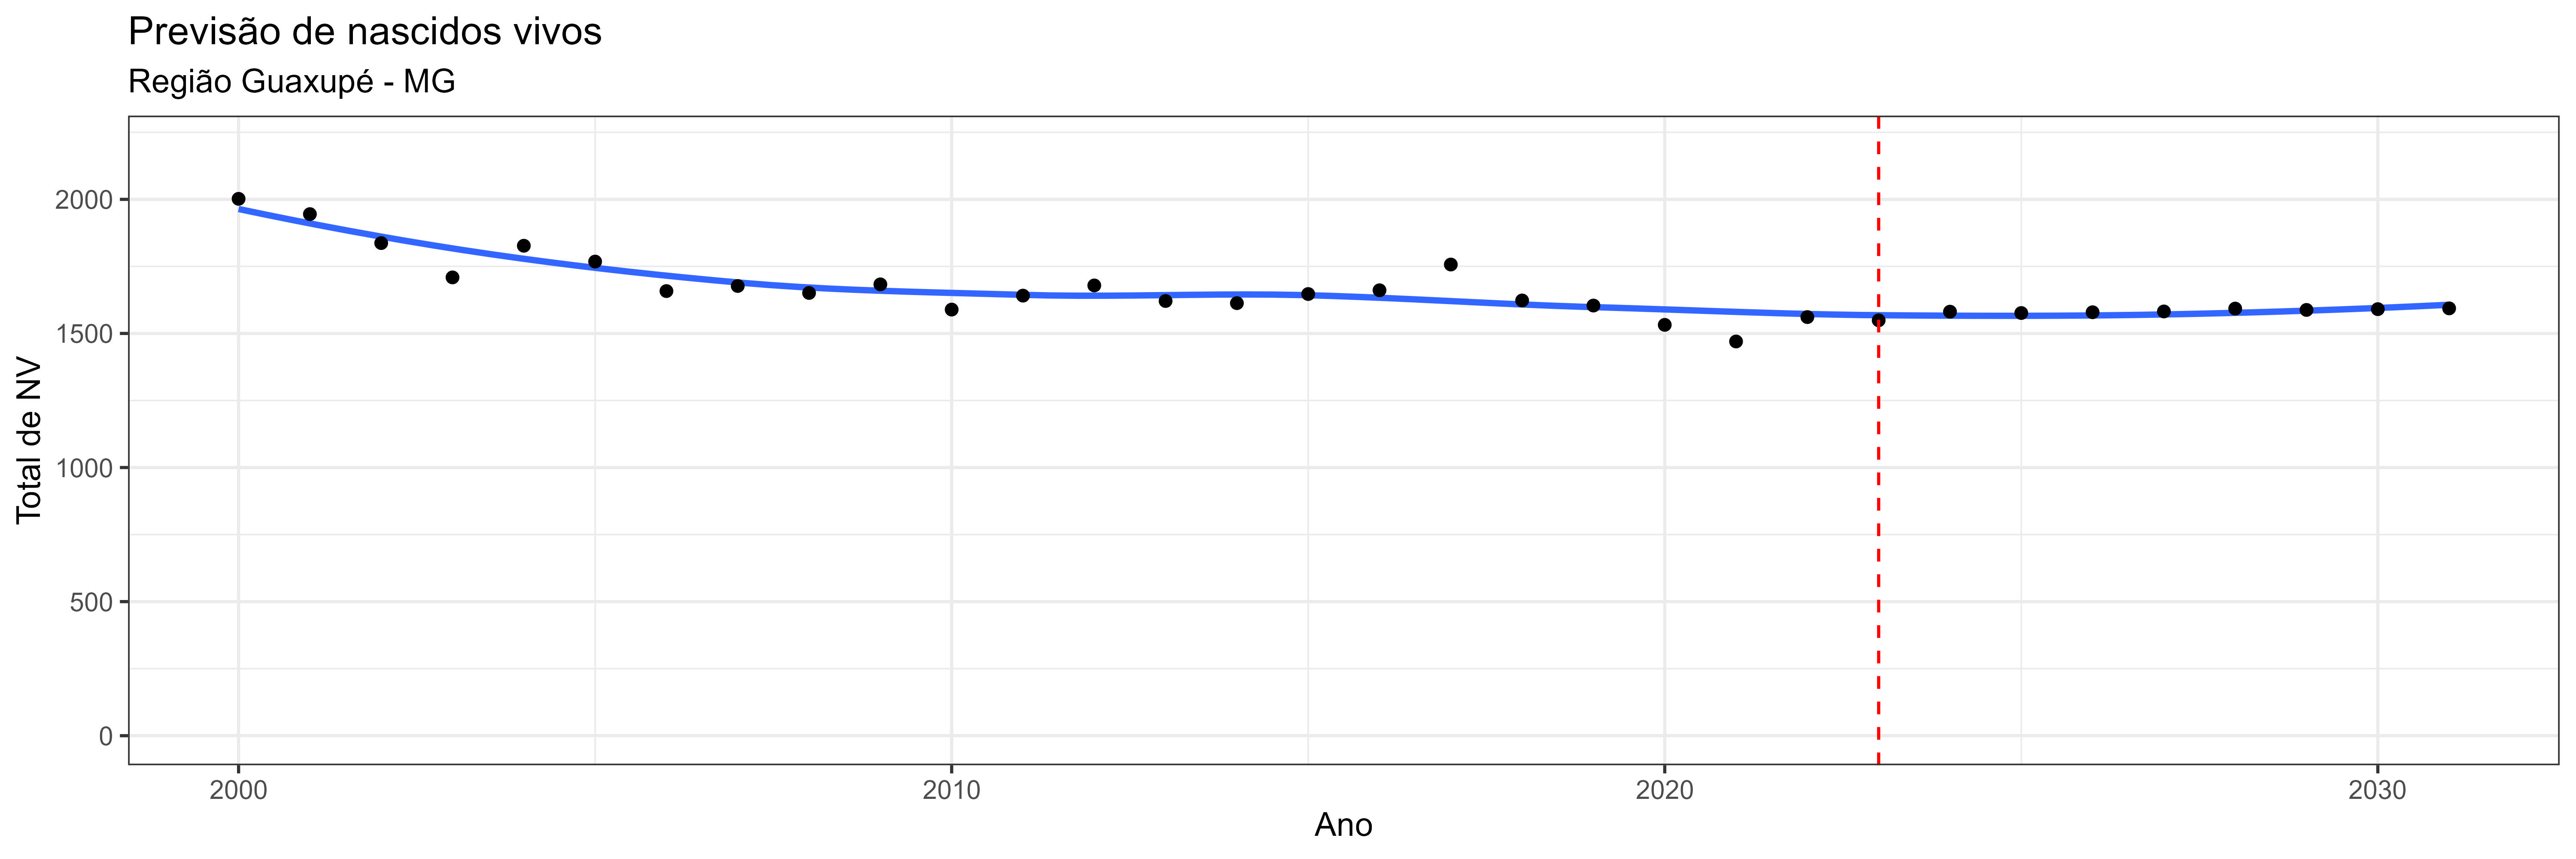 Previsão de nascidos vivos
Região Guaxupé - MG
Total de NV
2000
1500
1000
500
0
2000
2010
2020
2030
Ano